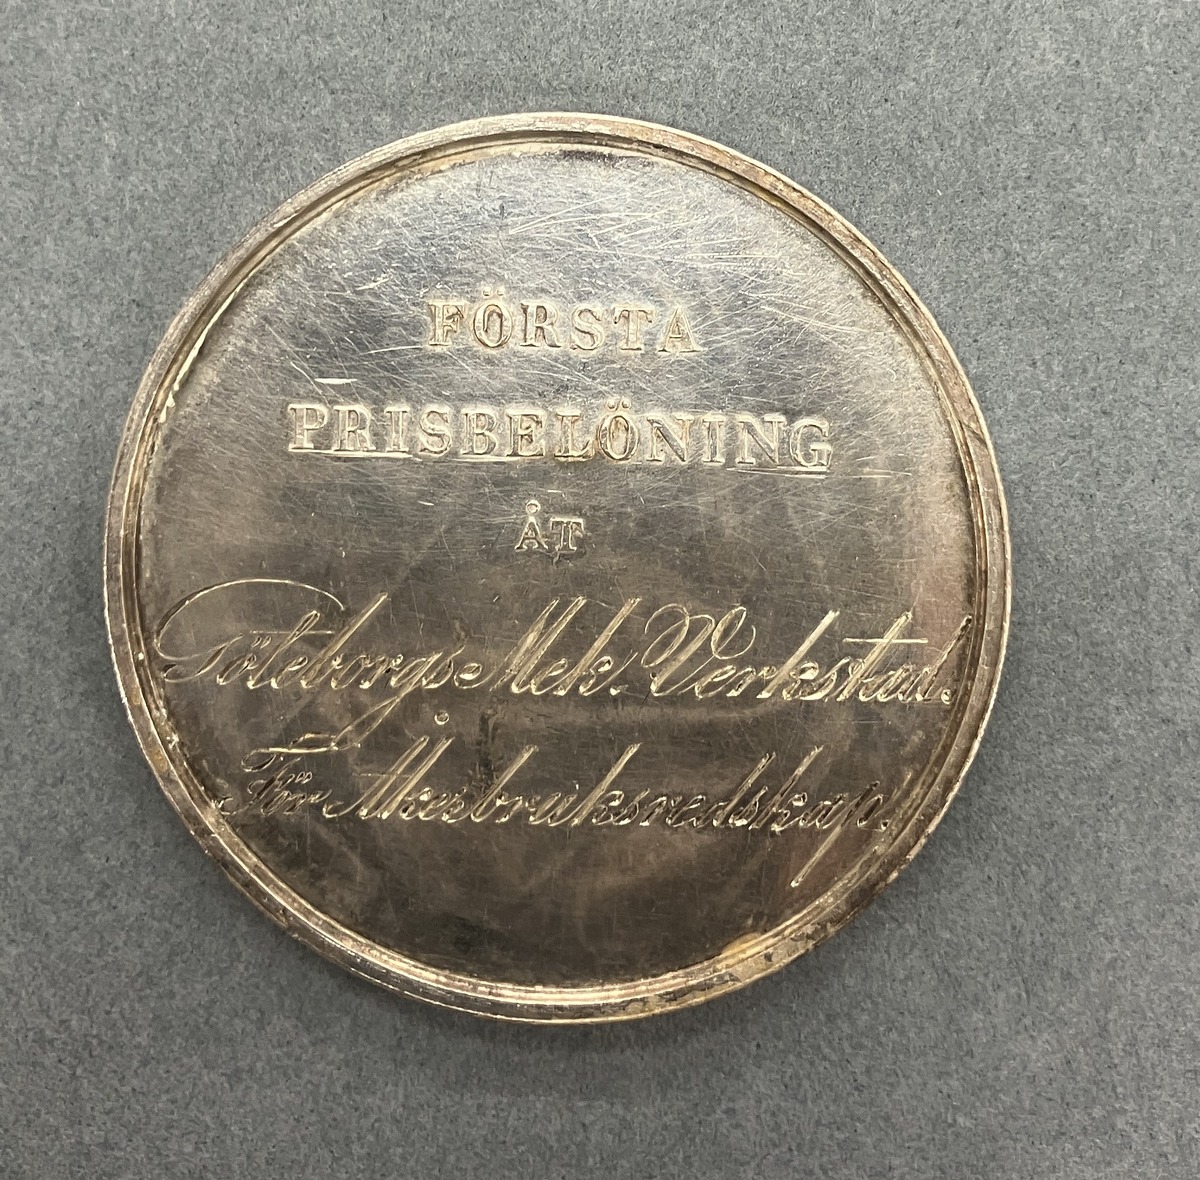 FÖRSTA
PRISBELÖNING
ÅT
Göteborgs Mek. Verkstad.
För Åkerbruksredskap.